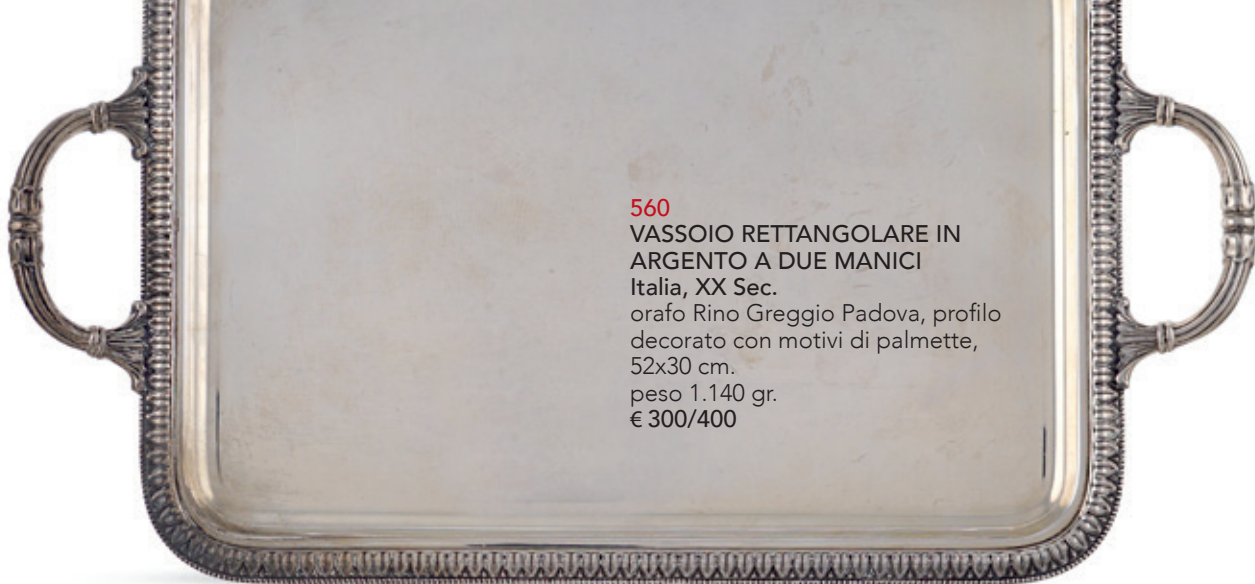 560
VASSOIO RETTANGOLARE IN
ARGENTO A DUE MANICI
Italia, XX Sec.
orafo Rino Greggio Padova, profilo
decorato con motivi di palmette,
52x30 cm.
peso 1.140 gr.
€ 300/400